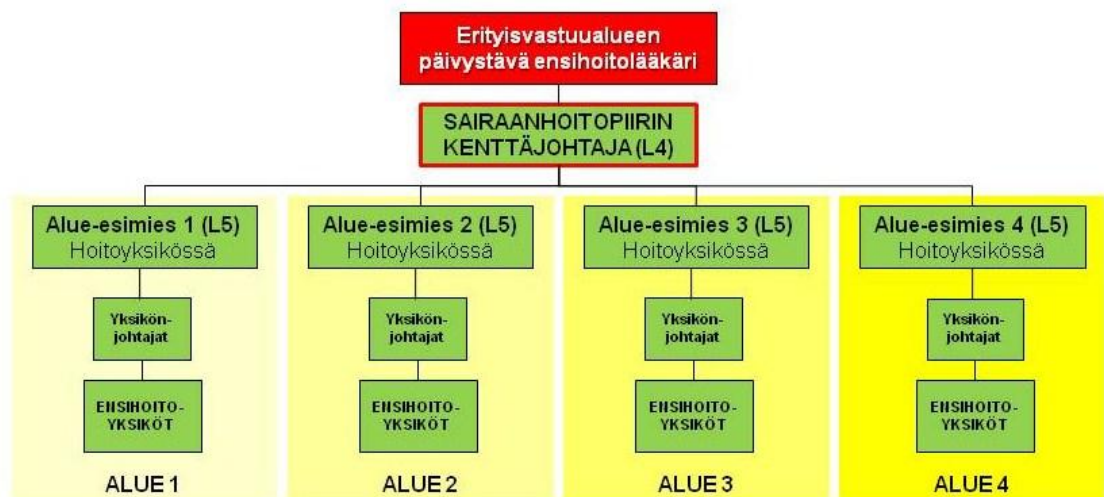 Erityisvastuualueen
päivystävä ensihoitolääkäri
SAIRAANHOITOPIIRIN
KENTTÄJOHTAJA (L4)
Alue-esimies 1 (L5)
Hoitoyksikössä
Alue-esimies 2 (L5)
Hoitoyksikössä
Alue-esimies 3 (L5)
Hoitoyksikössä
Alue-esimies 4 (L5)
Hoitoyksikössä
Yksikön-
johtajat
Yksikön-
johtajat
Yksikön-
johtajat
Yksikön-
johtajat
ENSIHOITO-
YKSIKÖT
ENSIHOITO-
YKSIKÖT
ENSIHOITO-
YKSIKÖT
ENSIHOITO-
YKSIKÖT
ALUE 1
ALUE 2
ALUE 3
ALUE 4